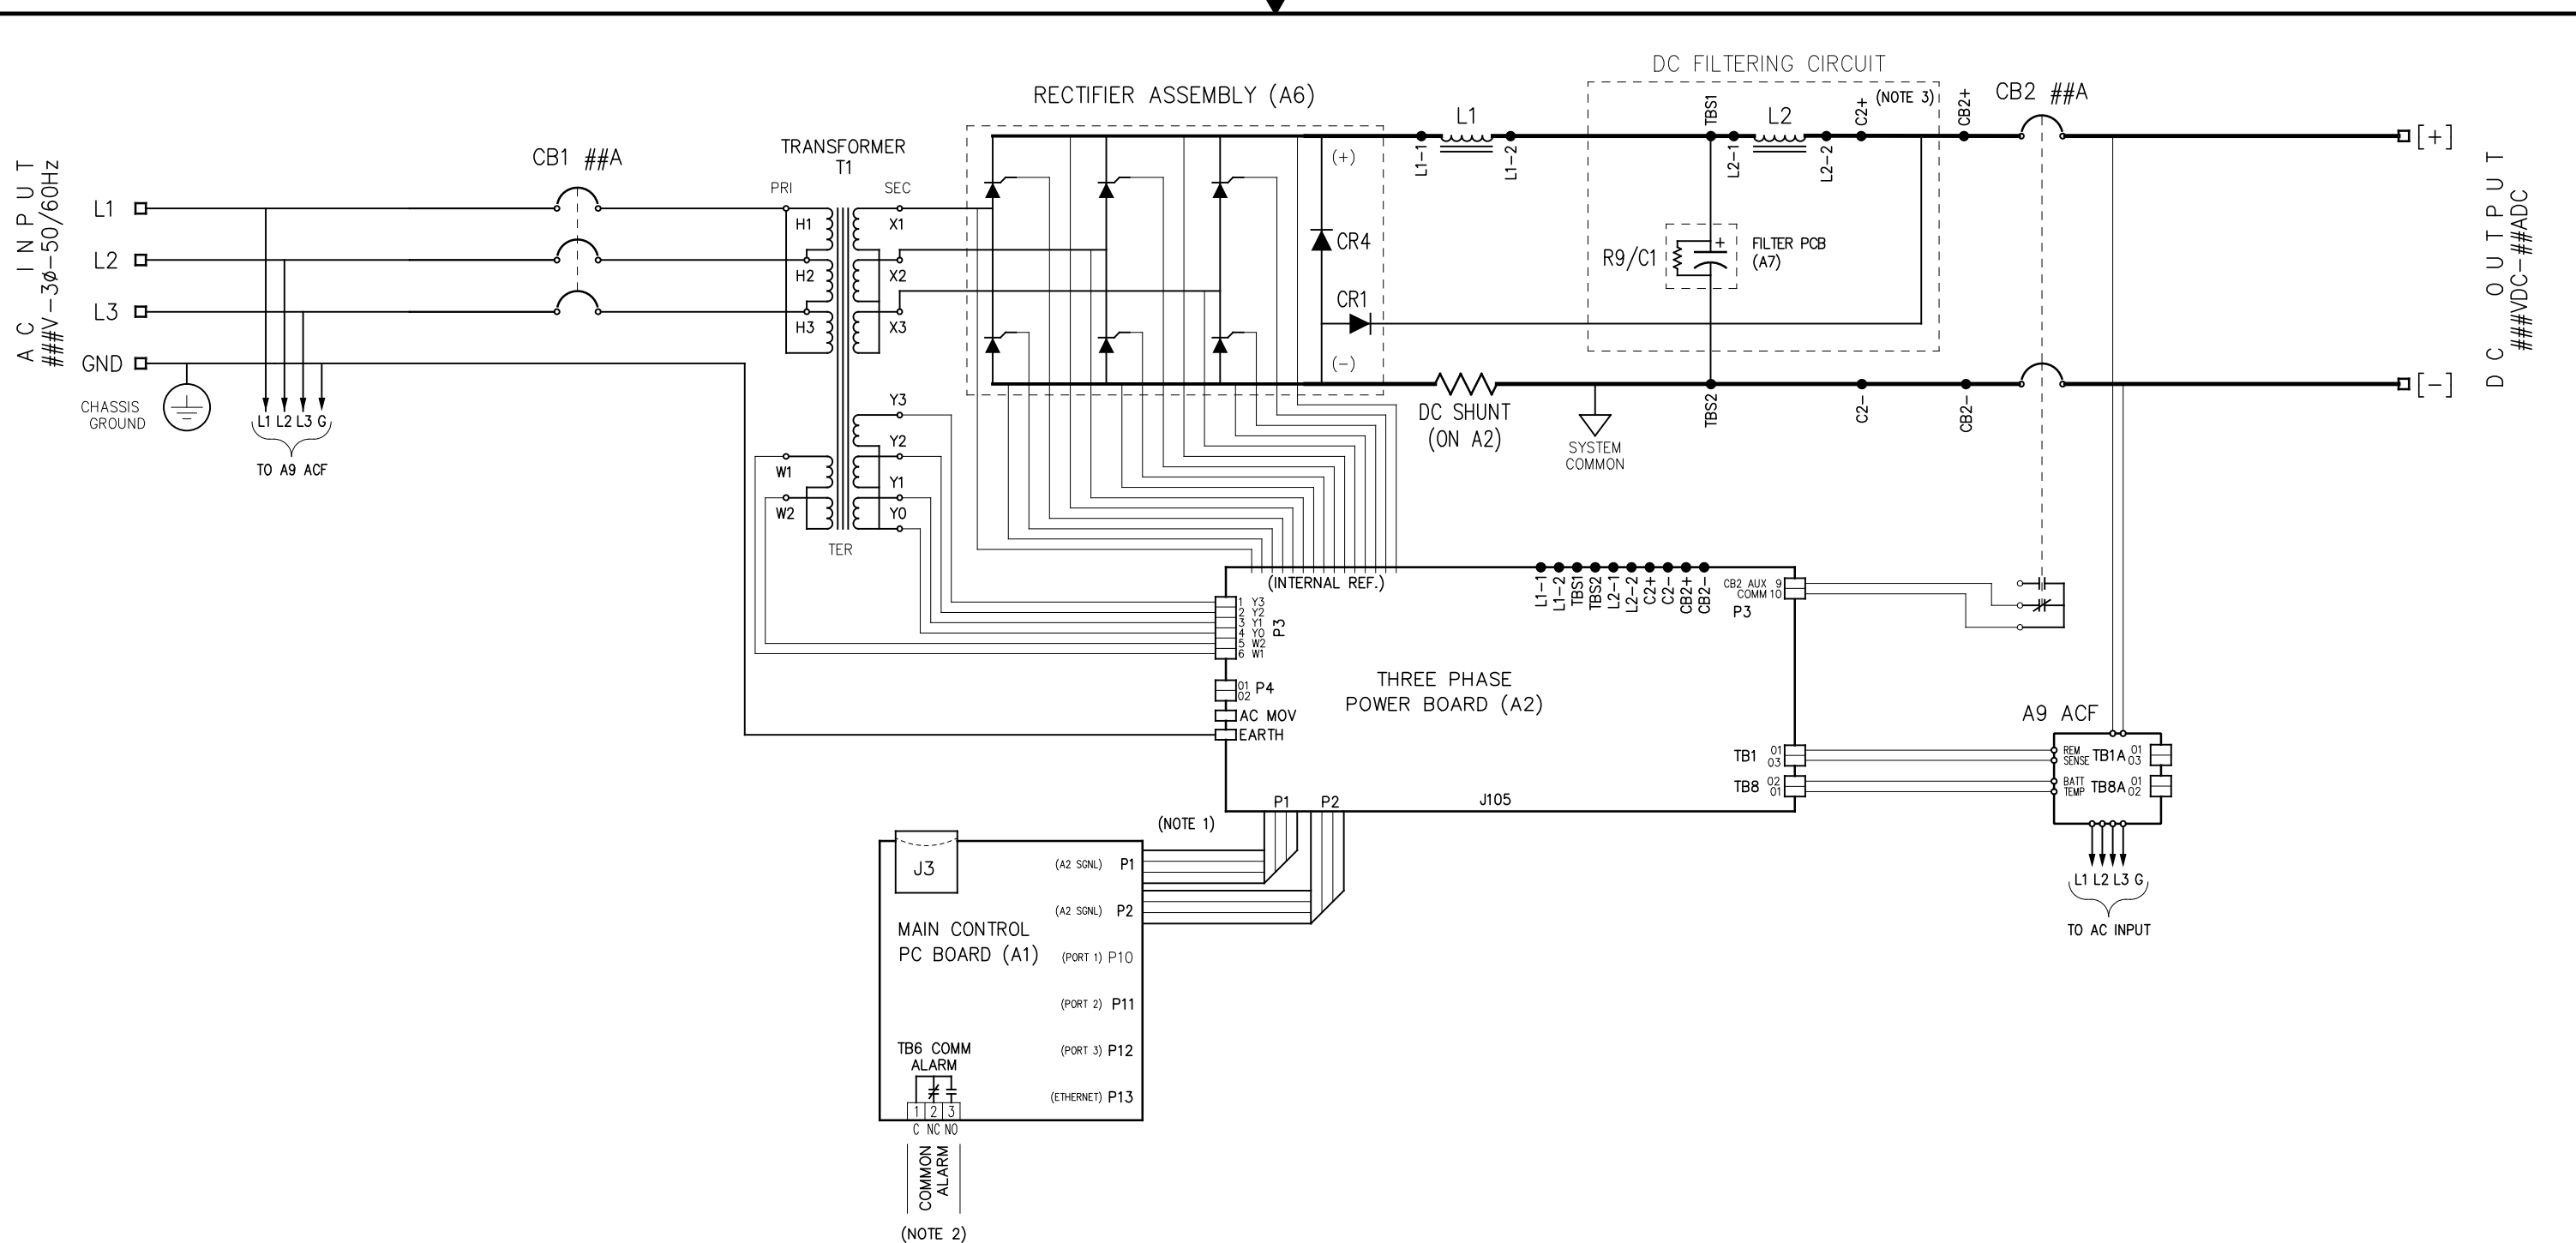 DC FILTERING CIRCUIT
RECTIFIER ASSEMBLY (A6)
(NOTE 3)
CB2 ##A
TBS1
C2+
CB2+
L1
L2
[+]
L1-1
L1-2
L2-1
L2-2
TRANSFORMER
T1
CB1 ##A
PRI
SEC
(+)
AC INPUT
###V-3ø-50/60Hz
L1
H1
X1
CR4
R9/C1
+
FILTER PCB
(A7)
DC OUTPUT
###VDC-##ADC
L2
H2
X2
L3
H3
X3
CR1
GND
(-)
[-]
CHASSIS
GROUND
L1 L2 L3 G
TO A9 ACF
Y3
Y2
Y1
Y0
W1
W2
TER
DC SHUNT
(ON A2)
SYSTEM
COMMON
TBS2
C2-
CB2-
(INTERNAL REF.)
L1-1
L1-2
TBS1
TBS2
L2-1
L2-2
C2+
C2-
CB2+
CB2-
CB2 AUX 9
COMM 10
P3
1 Y3
2 Y2
3 Y1
4 Y0
5 W2
6 W1
P3
01
02
P4
AC MOV
EARTH
THREE PHASE
POWER BOARD (A2)
A9 ACF
TB1
01
03
TB8
02
01
REM
SENSE
TB1A
01
03
BATT
TEMP
TB8A
01
02
P1
P2
J105
(NOTE 1)
L1 L2 L3 G
TO AC INPUT
J3
(A2 SGNL) P1
(A2 SGNL) P2
MAIN CONTROL
PC BOARD (A1)
(PORT 1) P10
(PORT 2) P11
(PORT 3) P12
(ETHERNET) P13
TB6 COMM
ALARM
1 2 3
C NC NO
COMMON
ALARM
(NOTE 2)